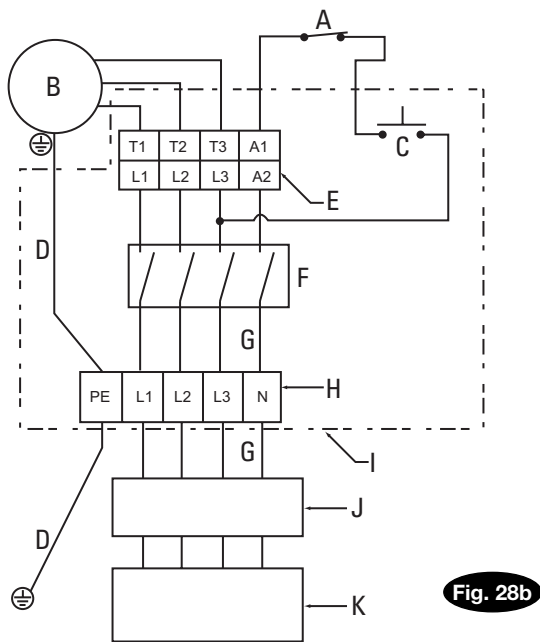 A
B
C
T1 T2 T3 A1
L1 L2 L3 A2
E
D
F
G
PE L1 L2 L3 N
H
G
I
J
D
K
Fig. 28b